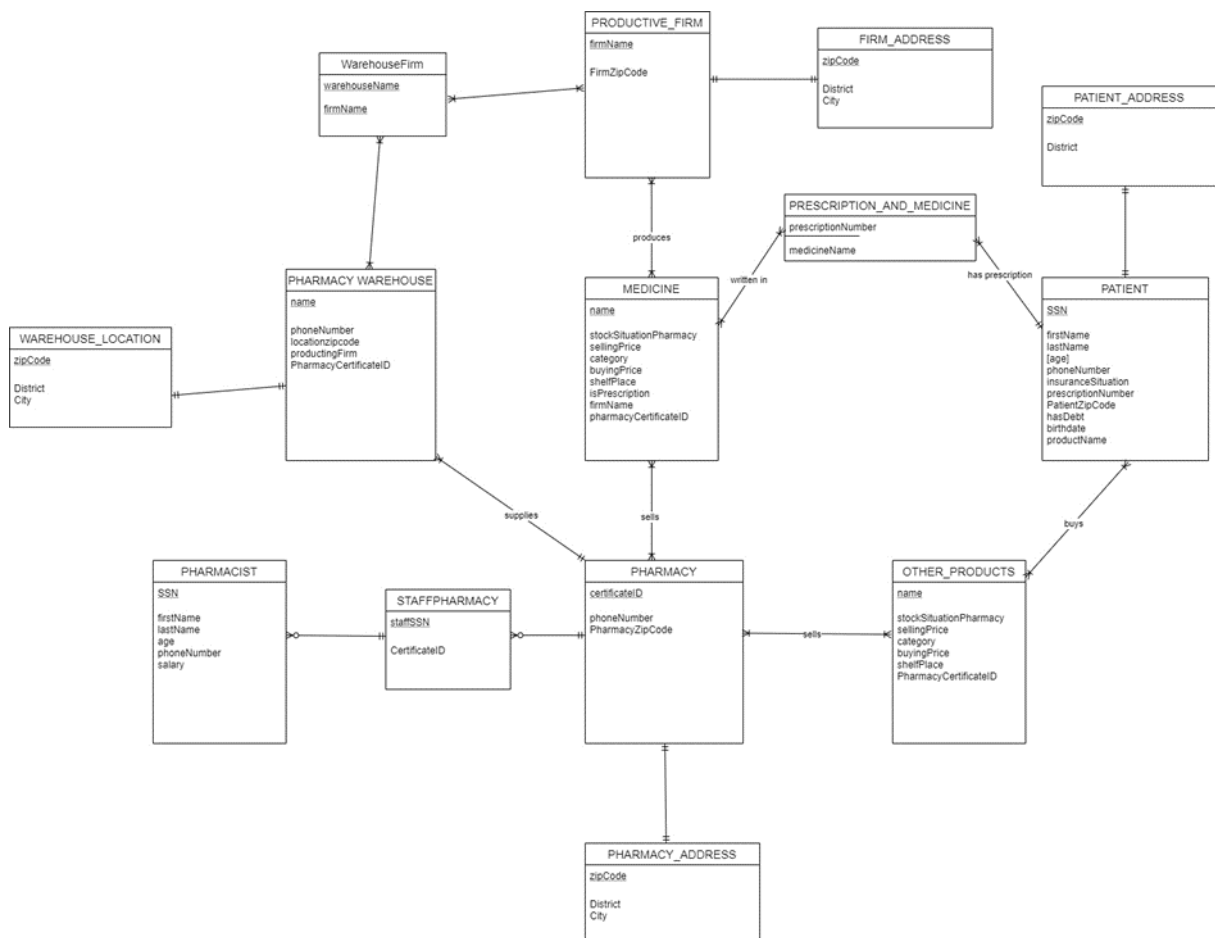 PRODUCTIVE_FIRM
firmName
FirmZipCode
FIRM_ADDRESS
zipCode
District
City
WarehouseFirm
warehouseName
firmName
PATIENT_ADDRESS
zipCode
District
PRESCRIPTION_AND_MEDICINE
prescriptionNumber
medicineName
produces
written in
has prescription
PHARMACY WAREHOUSE
name
phoneNumber
locationzipcode
productingFirm
PharmacyCertificateID
MEDICINE
name
stockSituationPharmacy
sellingPrice
category
buyingPrice
shelfPlace
isPrescription
firmName
pharmacyCertificateID
PATIENT
SSN
firstName
lastName
[age]
phoneNumber
insuranceSituation
prescriptionNumber
PatientZipCode
hasDebt
birthdate
productName
WAREHOUSE_LOCATION
zipCode
District
City
supplies
sells
buys
PHARMACIST
SSN
firstName
lastName
age
phoneNumber
salary
STAFFPHARMACY
staffSSN
CertificateID
PHARMACY
certificateID
phoneNumber
PharmacyZipCode
sells
OTHER_PRODUCTS
name
stockSituationPharmacy
sellingPrice
category
buyingPrice
shelfPlace
PharmacyCertificateID
PHARMACY_ADDRESS
zipCode
District
City